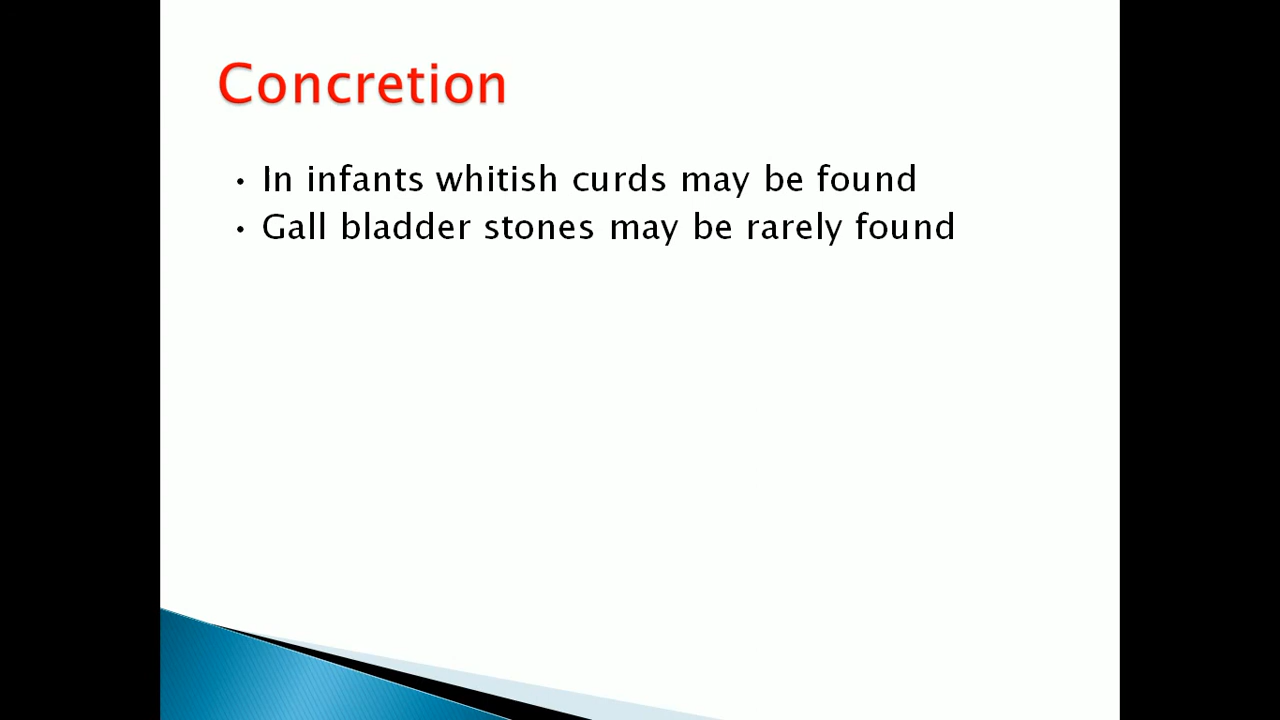 Concretion
• In infants whitish curds may be found
• Gall bladder stones may be rarely found